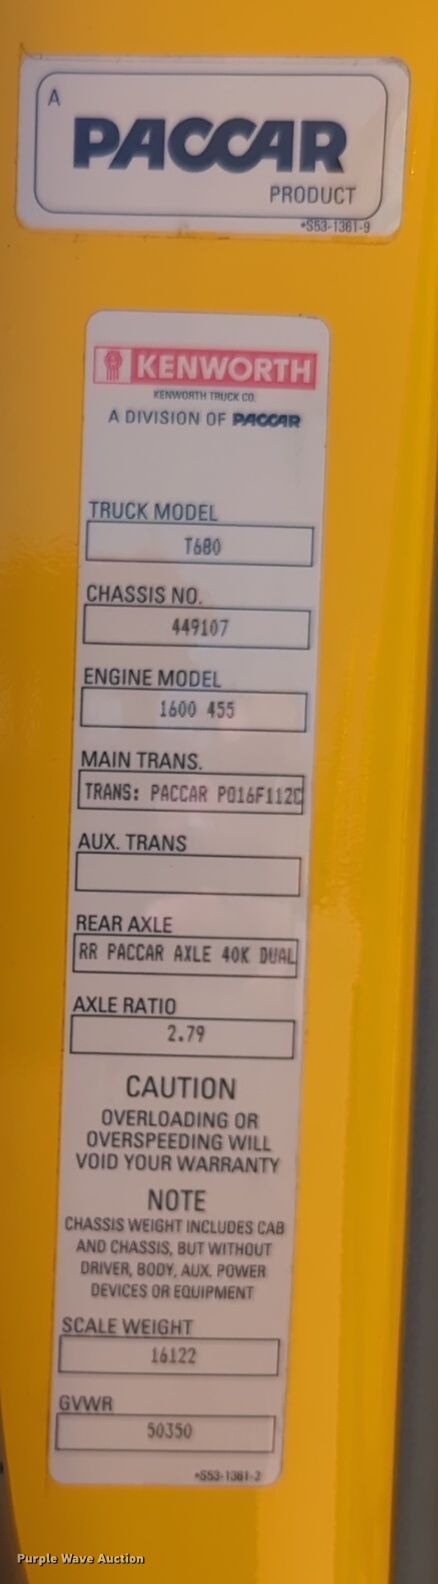 A
PACCAR
PRODUCT
*S53-1361-9
KENWORTH
KENWORTH TRUCK CO.
A DIVISION OF PACCAR
TRUCK MODEL
T680
CHASSIS NO.
449107
ENGINE MODEL
1600 455
MAIN TRANS.
TRANS: PACCAR PO16F112C
AUX. TRANS
REAR AXLE
RR PACCAR AXLE 40K DUAL
AXLE RATIO
2.79
CAUTION
OVERLOADING OR
OVERSPEEDING WILL
VOID YOUR WARRANTY
NOTE
CHASSIS WEIGHT INCLUDES CAB
AND CHASSIS, BUT WITHOUT
DRIVER, BODY, AUX. POWER
DEVICES OR EQUIPMENT
SCALE WEIGHT
16122
GVWR
50350
*S53-1361-2
Purple Wave Auction